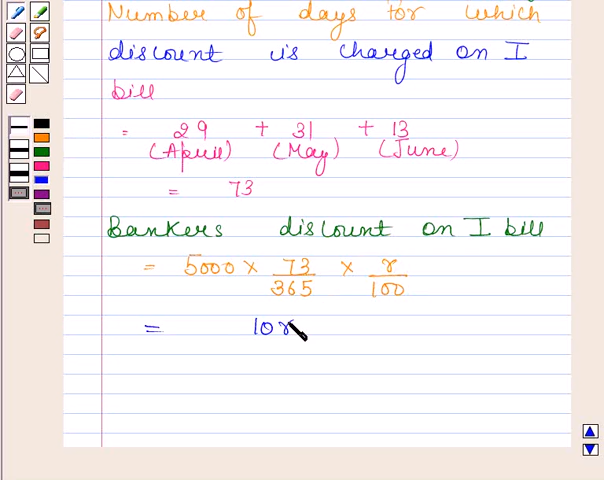 Number of days for which
discount is charged on I
bill
= 29 + 31 + 13
(April) (May) (June)
= 73
Bankers discount on I bill
= 5000 × 73/365 × r/100
= 10r